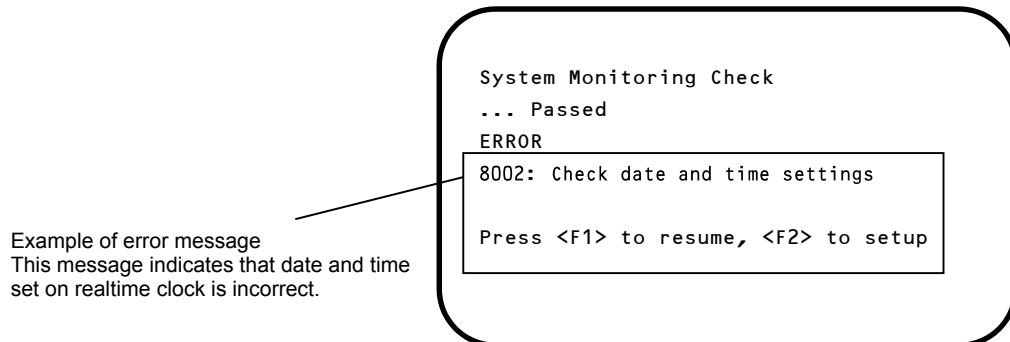 System Monitoring Check
... Passed
ERROR
8002: Check date and time settings
Press <F1> to resume, <F2> to setup
Example of error message
This message indicates that date and time
set on realtime clock is incorrect.